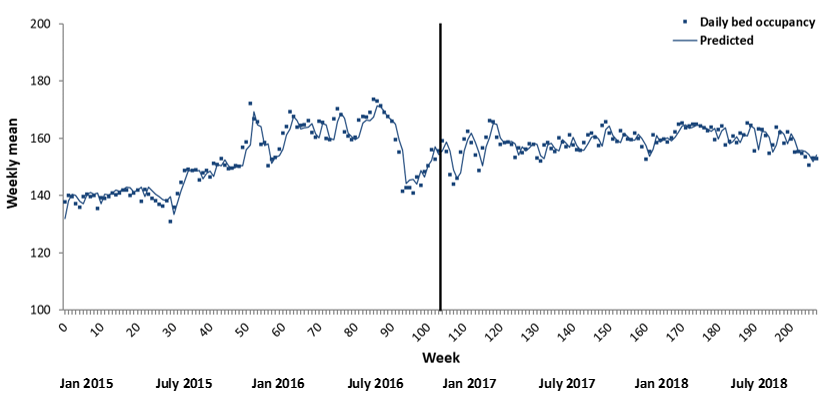 200
180
160
140
120
100
Weekly mean
Daily bed occupancy
Predicted
0 10 20 30 40 50 60 70 80 90 100 110 120 130 140 150 160 170 180 190 200
Week
Jan 2015 July 2015 Jan 2016 July 2016 Jan 2017 July 2017 Jan 2018 July 2018